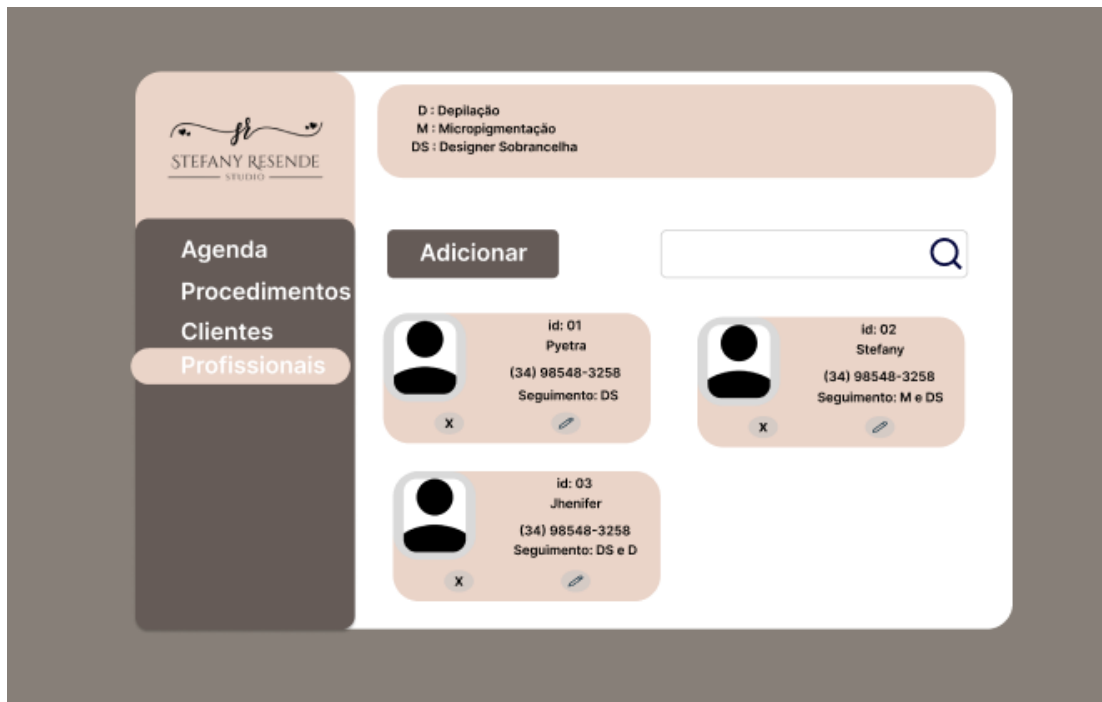 sr
STEFANY RESENDE
STUDIO
Agenda
Procedimentos
Clientes
Profissionais
D : Depilação
M : Micropigmentação
DS : Designer Sobrancelha
Adicionar
id: 01
Pyetra
(34) 98548-3258
Seguimento: DS
X
id: 02
Stefany
(34) 98548-3258
Seguimento: M e DS
X
id: 03
Jhenifer
(34) 98548-3258
Seguimento: DS e D
X